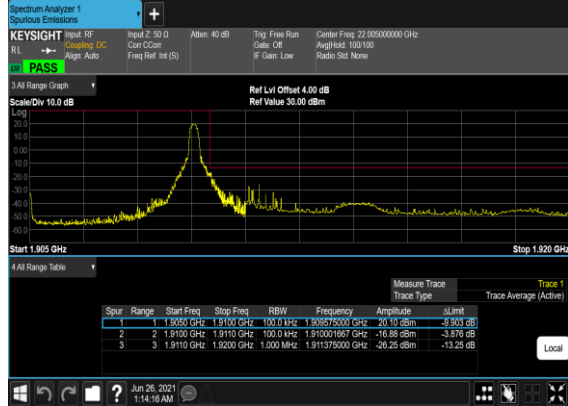 Spectrum Analyzer 1
Spurious Emissions
+
KEYSIGHT Input: RF Input Z: 50 Ω Atten: 40 dB Trig: Free Run Center Freq: 22.005000000 GHz
RL Coupling: DC Corr CCorr Gate: Off Avg|Hold: 100/100
Align: Auto Freq Ref: Int (S) IF Gain: Low Radio Std: None
PASS
3 All Range Graph
Ref Lvl Offset 4.00 dB
Scale/Div 10.0 dB Ref Value 30.00 dBm
Log
20.0
10.0
0.00
-10.0
-20.0
-30.0
-40.0
-50.0
-60.0
Start 1.905 GHz Stop 1.920 GHz
4 All Range Table
Measure Trace Trace 1
Trace Type Trace Average (Active)
Spur Range Start Freq Stop Freq RBW Frequency Amplitude ΔLimit
1 1 1.9050 GHz 1.9100 GHz 100.0 kHz 1.909575000 GHz 20.10 dBm -9.903 dB
2 2 1.9100 GHz 1.9110 GHz 100.0 kHz 1.910001667 GHz -16.88 dBm -3.876 dB
3 3 1.9110 GHz 1.9200 GHz 1.000 MHz 1.911375000 GHz -26.25 dBm -13.25 dB
Local
? Jun 26, 2021
1:14:16 AM